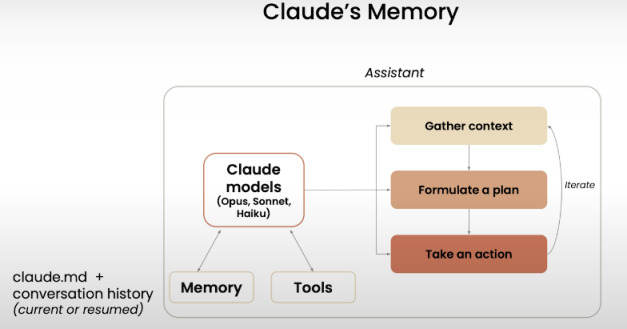 Claude's Memory
Assistant
Gather context
Claude
models
(Opus, Sonnet,
Haiku)
Formulate a plan
Iterate
Take an action
claude.md +
conversation history
(current or resumed)
Memory
Tools